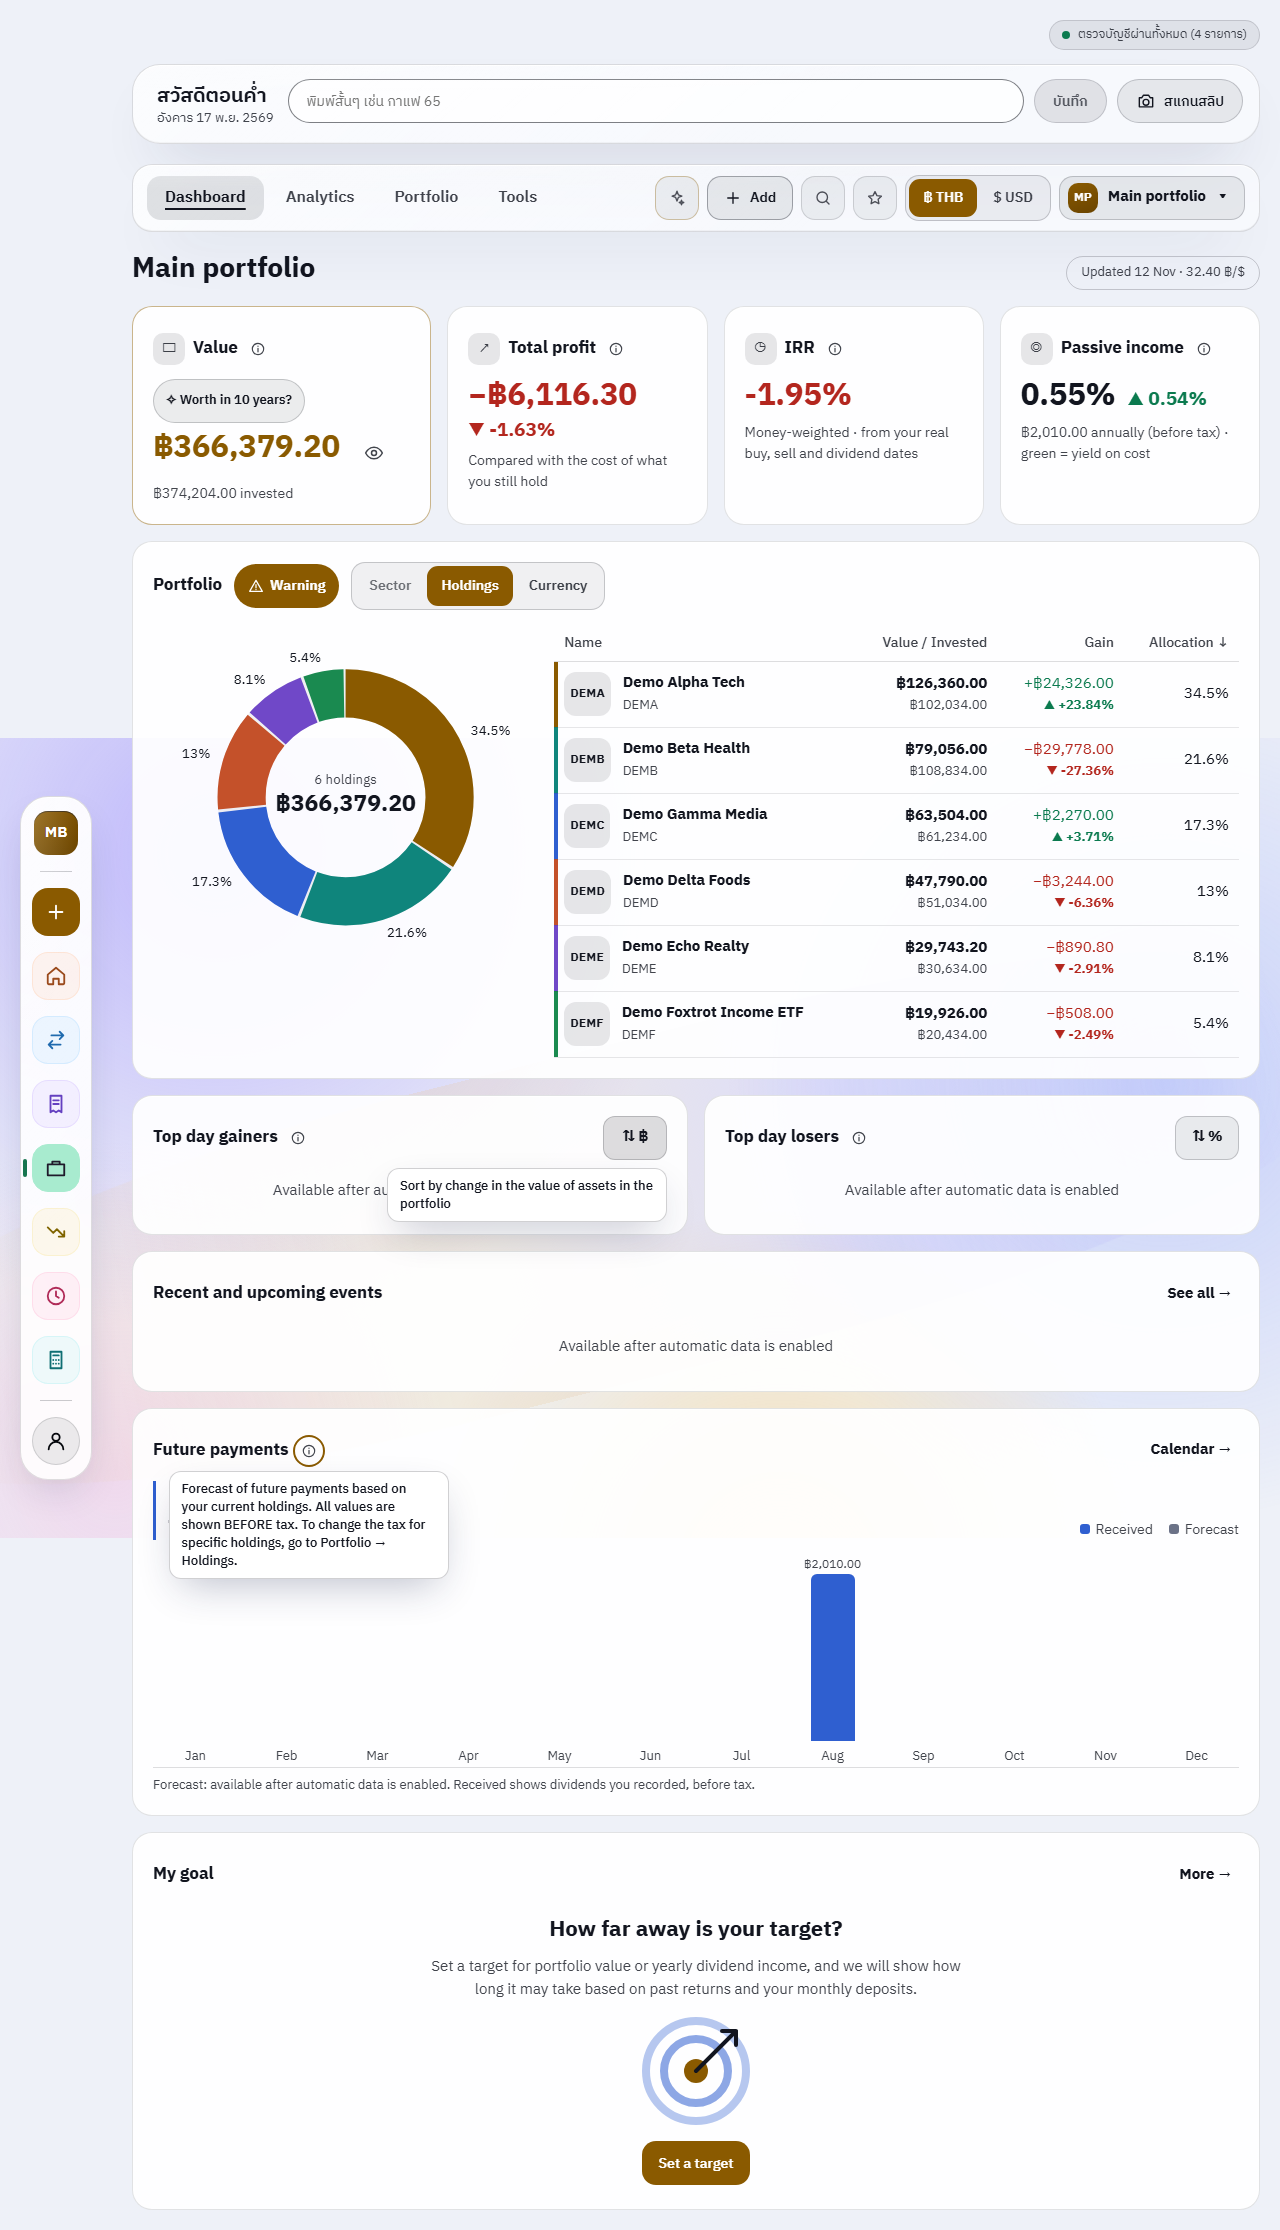 ตรวจบัญชีผ่านทั้งหมด (4 รายการ)
สวัสดีตอนค่ำ
อังคาร 17 พ.ย. 2569
พิมพ์สั้นๆ เช่น กาแฟ 65
บันทึก
สแกนสลิป
Dashboard
Analytics
Portfolio
Tools
Add
฿ THB
$ USD
MP
Main portfolio
Main portfolio
Updated 12 Nov · 32.40 ฿/$
Value
Worth in 10 years?
฿366,379.20
฿374,204.00 invested
Total profit
−฿6,116.30
▼ -1.63%
Compared with the cost of what
you still hold
IRR
-1.95%
Money-weighted · from your real
buy, sell and dividend dates
Passive income
0.55% ▲ 0.54%
฿2,010.00 annually (before tax) ·
green = yield on cost
Portfolio
Warning
Sector
Holdings
Currency
5.4%
8.1%
34.5%
13%
6 holdings
฿366,379.20
17.3%
21.6%
Name Value / Invested Gain Allocation ↓
DEMA Demo Alpha Tech ฿126,360.00 +฿24,326.00 34.5%
DEMA ฿102,034.00 ▲ +23.84%
DEMB Demo Beta Health ฿79,056.00 −฿29,778.00 21.6%
DEMB ฿108,834.00 ▼ -27.36%
DEMC Demo Gamma Media ฿63,504.00 +฿2,270.00 17.3%
DEMC ฿61,234.00 ▲ +3.71%
DEMD Demo Delta Foods ฿47,790.00 −฿3,244.00 13%
DEMD ฿51,034.00 ▼ -6.36%
DEME Demo Echo Realty ฿29,743.20 −฿890.80 8.1%
DEME ฿30,634.00 ▼ -2.91%
DEMF Demo Foxtrot Income ETF ฿19,926.00 −฿508.00 5.4%
DEMF ฿20,434.00 ▼ -2.49%
MB
Top day gainers
⇅ ฿
Available after au
Sort by change in the value of assets in the
portfolio
Top day losers
⇅ %
Available after automatic data is enabled
Recent and upcoming events
See all →
Available after automatic data is enabled
Future payments
Calendar →
Forecast of future payments based on
your current holdings. All values are
shown BEFORE tax. To change the tax for
specific holdings, go to Portfolio →
Holdings.
Received
Forecast
฿2,010.00
Jan Feb Mar Apr May Jun Jul Aug Sep Oct Nov Dec
Forecast: available after automatic data is enabled. Received shows dividends you recorded, before tax.
My goal
More →
How far away is your target?
Set a target for portfolio value or yearly dividend income, and we will show how
long it may take based on past returns and your monthly deposits.
Set a target